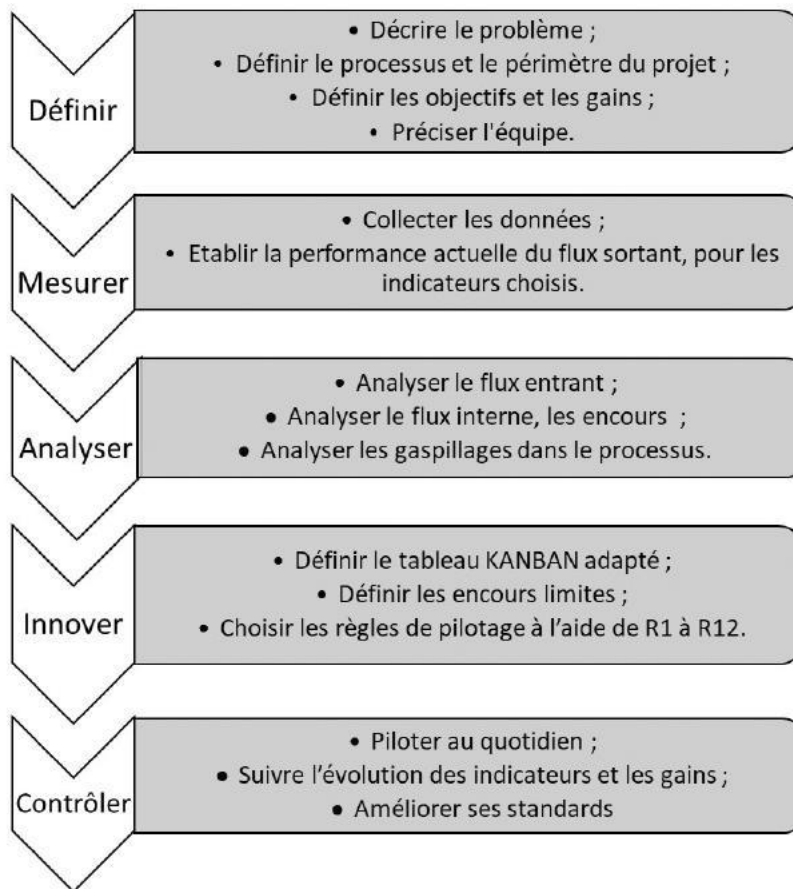 Définir
• Décrire le problème ;
• Définir le processus et le périmètre du projet ;
• Définir les objectifs et les gains ;
• Préciser l'équipe.
Mesurer
• Collecter les données ;
• Etablir la performance actuelle du flux sortant, pour les
indicateurs choisis.
Analyser
• Analyser le flux entrant ;
• Analyser le flux interne, les encours ;
• Analyser les gaspillages dans le processus.
Innover
• Définir le tableau KANBAN adapté ;
• Définir les encours limites ;
• Choisir les règles de pilotage à l'aide de R1 à R12.
Contrôler
• Piloter au quotidien ;
• Suivre l'évolution des indicateurs et les gains ;
• Améliorer ses standards